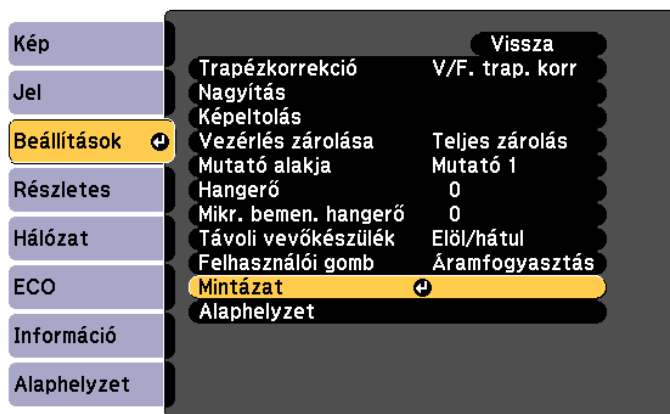 Kép
Jel
Beállítások
Részletes
Hálózat
ECO
Információ
Alaphelyzet
Vissza
Trapézkorrekció V/F. trap. korr
Nagyítás
Képeltolás
Vezérlés zárolása Teljes zárolás
Mutató alakja Mutató 1
Hangerő 0
Mikr. bemen. hangerő 0
Távoli vevőkészülék Elöl/hátul
Felhasználói gomb Áramfogyasztás
Mintázat
Alaphelyzet